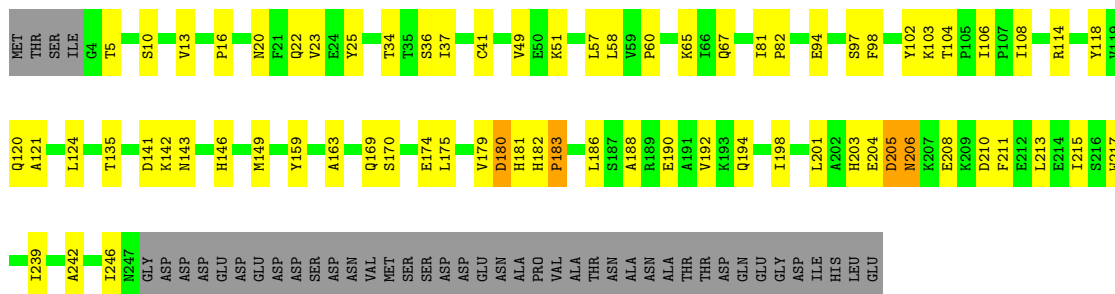 MET THR SER ILE G4 T5 S10 V13 P16 N20 F21 Q22 V23 E24 Y25 T34 T35 S36 I37 C41 V49 E50 K51 L57 L58 V59 P60 K65 I66 Q67 I81 P82 E94 S97 F98 Y102 K103 T104 P105 I106 P107 I108 R114 Y118
Q120 A121 L124 T135 D141 K142 N143 H146 M149 Y159 A163 Q169 S170 E174 L175 V179 D180 H181 H182 P183 L186 S187 A188 R189 E190 A191 V192 K193 Q194 I198 L201 A202 H203 E204 D205 N206 K207 E208 K209 D210 F211 E212 L213 E214 I215 S216
I239 A242 I246 N247 GLY ASP ASP ASP GLU ASP GLU ASP ASP SER ASP ASN VAL MET SER SER ASP ASP GLU ASN ALA PRO VAL ALA THR ASN ALA ASN ALA THR THR ASP GLN GLU GLY ASP ILE HIS LEU GLU